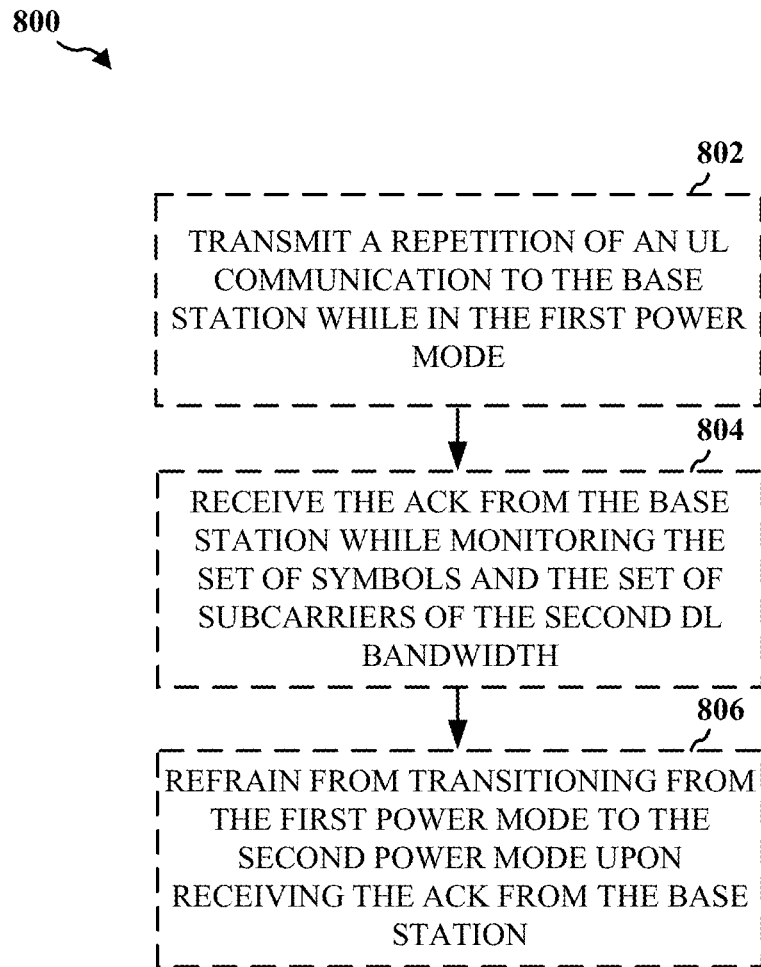 800
802
TRANSMIT A REPETITION OF AN UL
COMMUNICATION TO THE BASE
STATION WHILE IN THE FIRST POWER
MODE
804
RECEIVE THE ACK FROM THE BASE
STATION WHILE MONITORING THE
SET OF SYMBOLS AND THE SET OF
SUBCARRIERS OF THE SECOND DL
BANDWIDTH
806
REFRAIN FROM TRANSITIONING FROM
THE FIRST POWER MODE TO THE
SECOND POWER MODE UPON
RECEIVING THE ACK FROM THE BASE
STATION